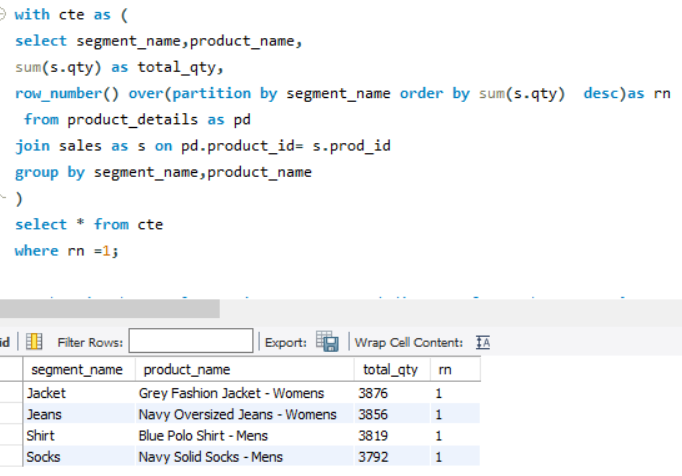 with cte as (
select segment_name,product_name,
sum(s.qty) as total_qty,
row_number() over(partition by segment_name order by sum(s.qty)  desc)as rn
from product_details as pd
join sales as s on pd.product_id= s.prod_id
group by segment_name,product_name
)
select * from cte
where rn =1;
id Filter Rows: Export: Wrap Cell Content: IA
segment_name product_name total_qty rn
Jacket Grey Fashion Jacket - Womens 3876 1
Jeans Navy Oversized Jeans - Womens 3856 1
Shirt Blue Polo Shirt - Mens 3819 1
Socks Navy Solid Socks - Mens 3792 1